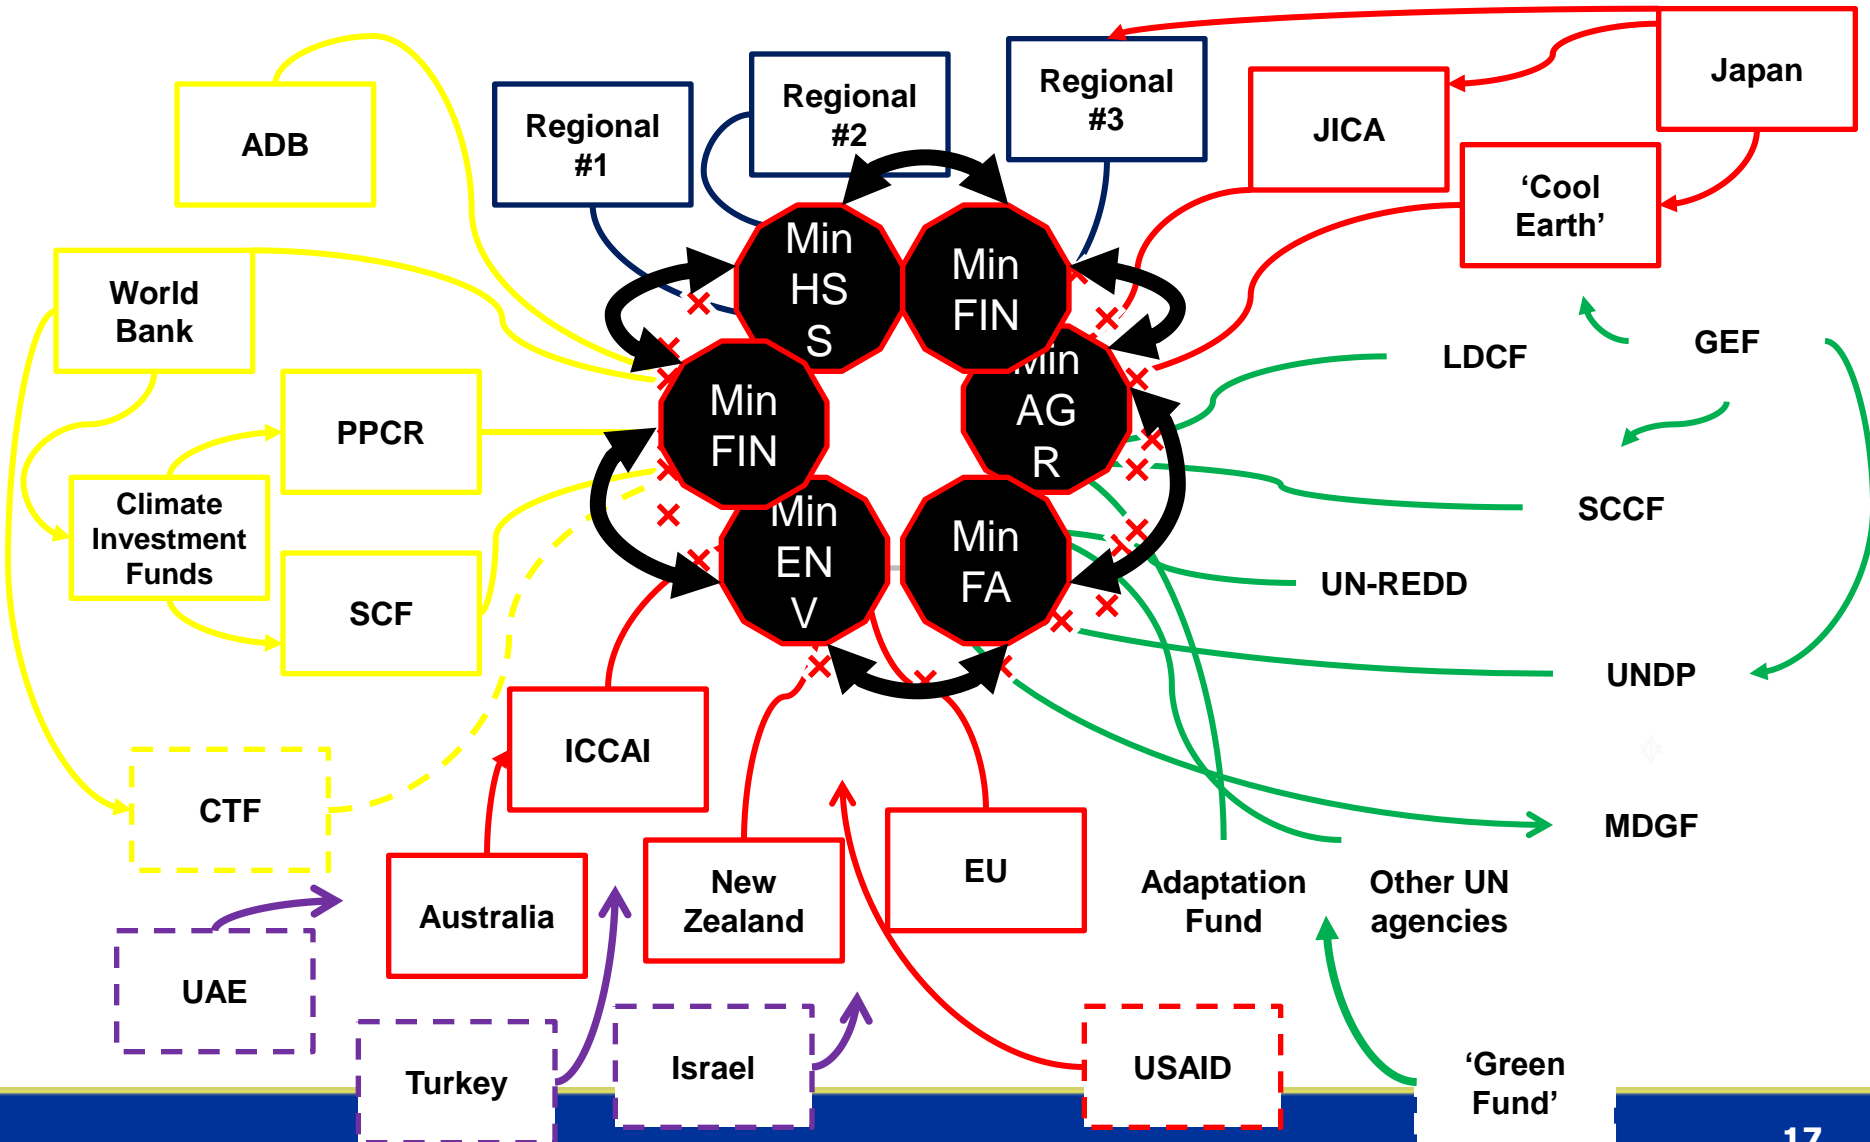 Japan
Regional
#3
Regional
#2
Regional
#1
JICA
ADB
‘Cool
Earth’
World
Bank
Min
HS
S
Min
FIN
LDCF
GEF
Min
AG
R
Min
FIN
PPCR
Climate
Investment
Funds
SCCF
Min
EN
V
Min
FA
UN-REDD
SCF
UNDP
ICCAI
CTF
MDGF
EU
Adaptation
Fund
Other UN
agencies
New
Zealand
Australia
UAE
Turkey
Israel
USAID
‘Green
Fund’
17